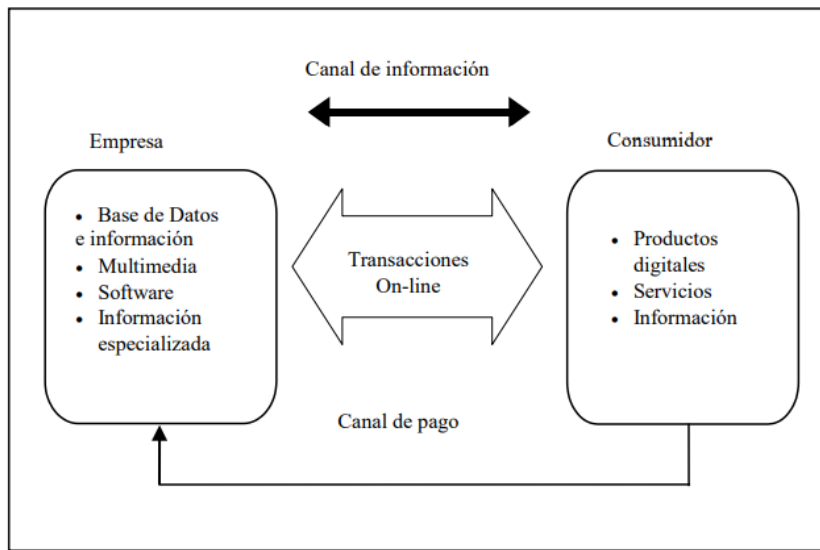 Canal de información
Empresa
Consumidor
• Base de Datos
e información
• Multimedia
• Software
• Información
especializada
Transacciones
On-line
• Productos
digitales
• Servicios
• Información
Canal de pago